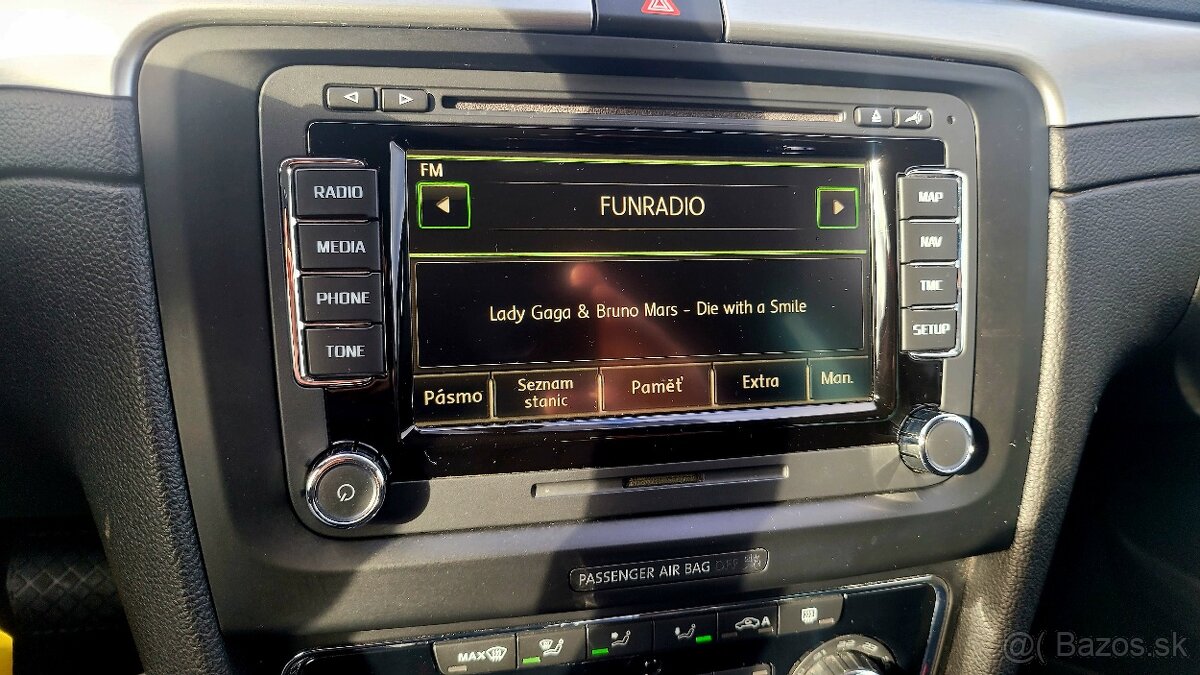 FM
FUNRADIO
Lady Gaga & Bruno Mars - Die with a Smile
Pásmo
Seznam
stanic
Paměť
Extra
Man.
RADIO
MEDIA
PHONE
TONE
MAP
NAV
TMC
SETUP
PASSENGER AIR BAG OFF
MAX
A
@( Bazos.sk